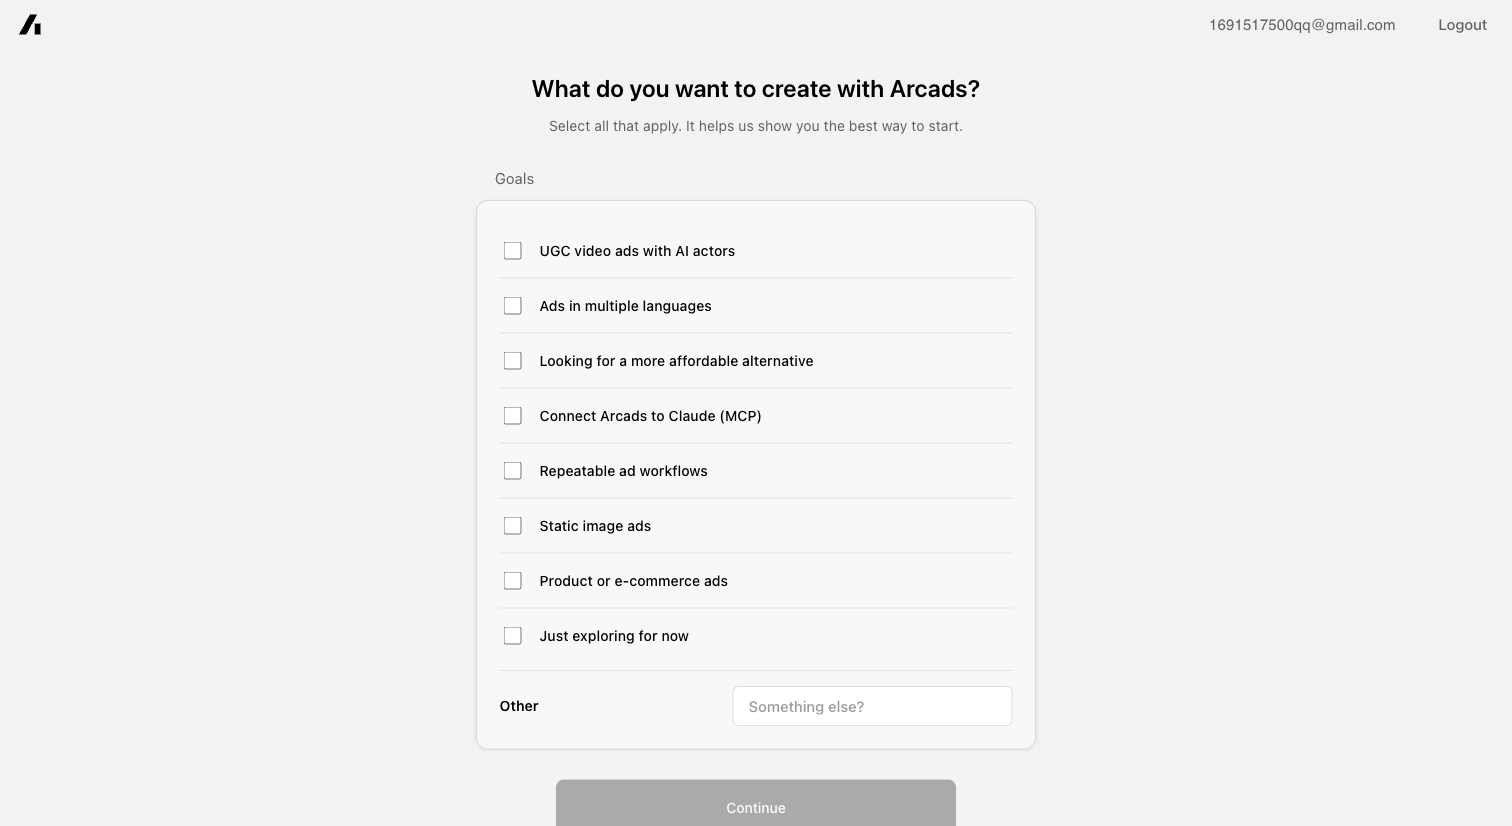 1691517500qq@gmail.com
Logout
What do you want to create with Arcads?
Select all that apply. It helps us show you the best way to start.
Goals
UGC video ads with AI actors
Ads in multiple languages
Looking for a more affordable alternative
Connect Arcads to Claude (MCP)
Repeatable ad workflows
Static image ads
Product or e-commerce ads
Just exploring for now
Other
Something else?
Continue